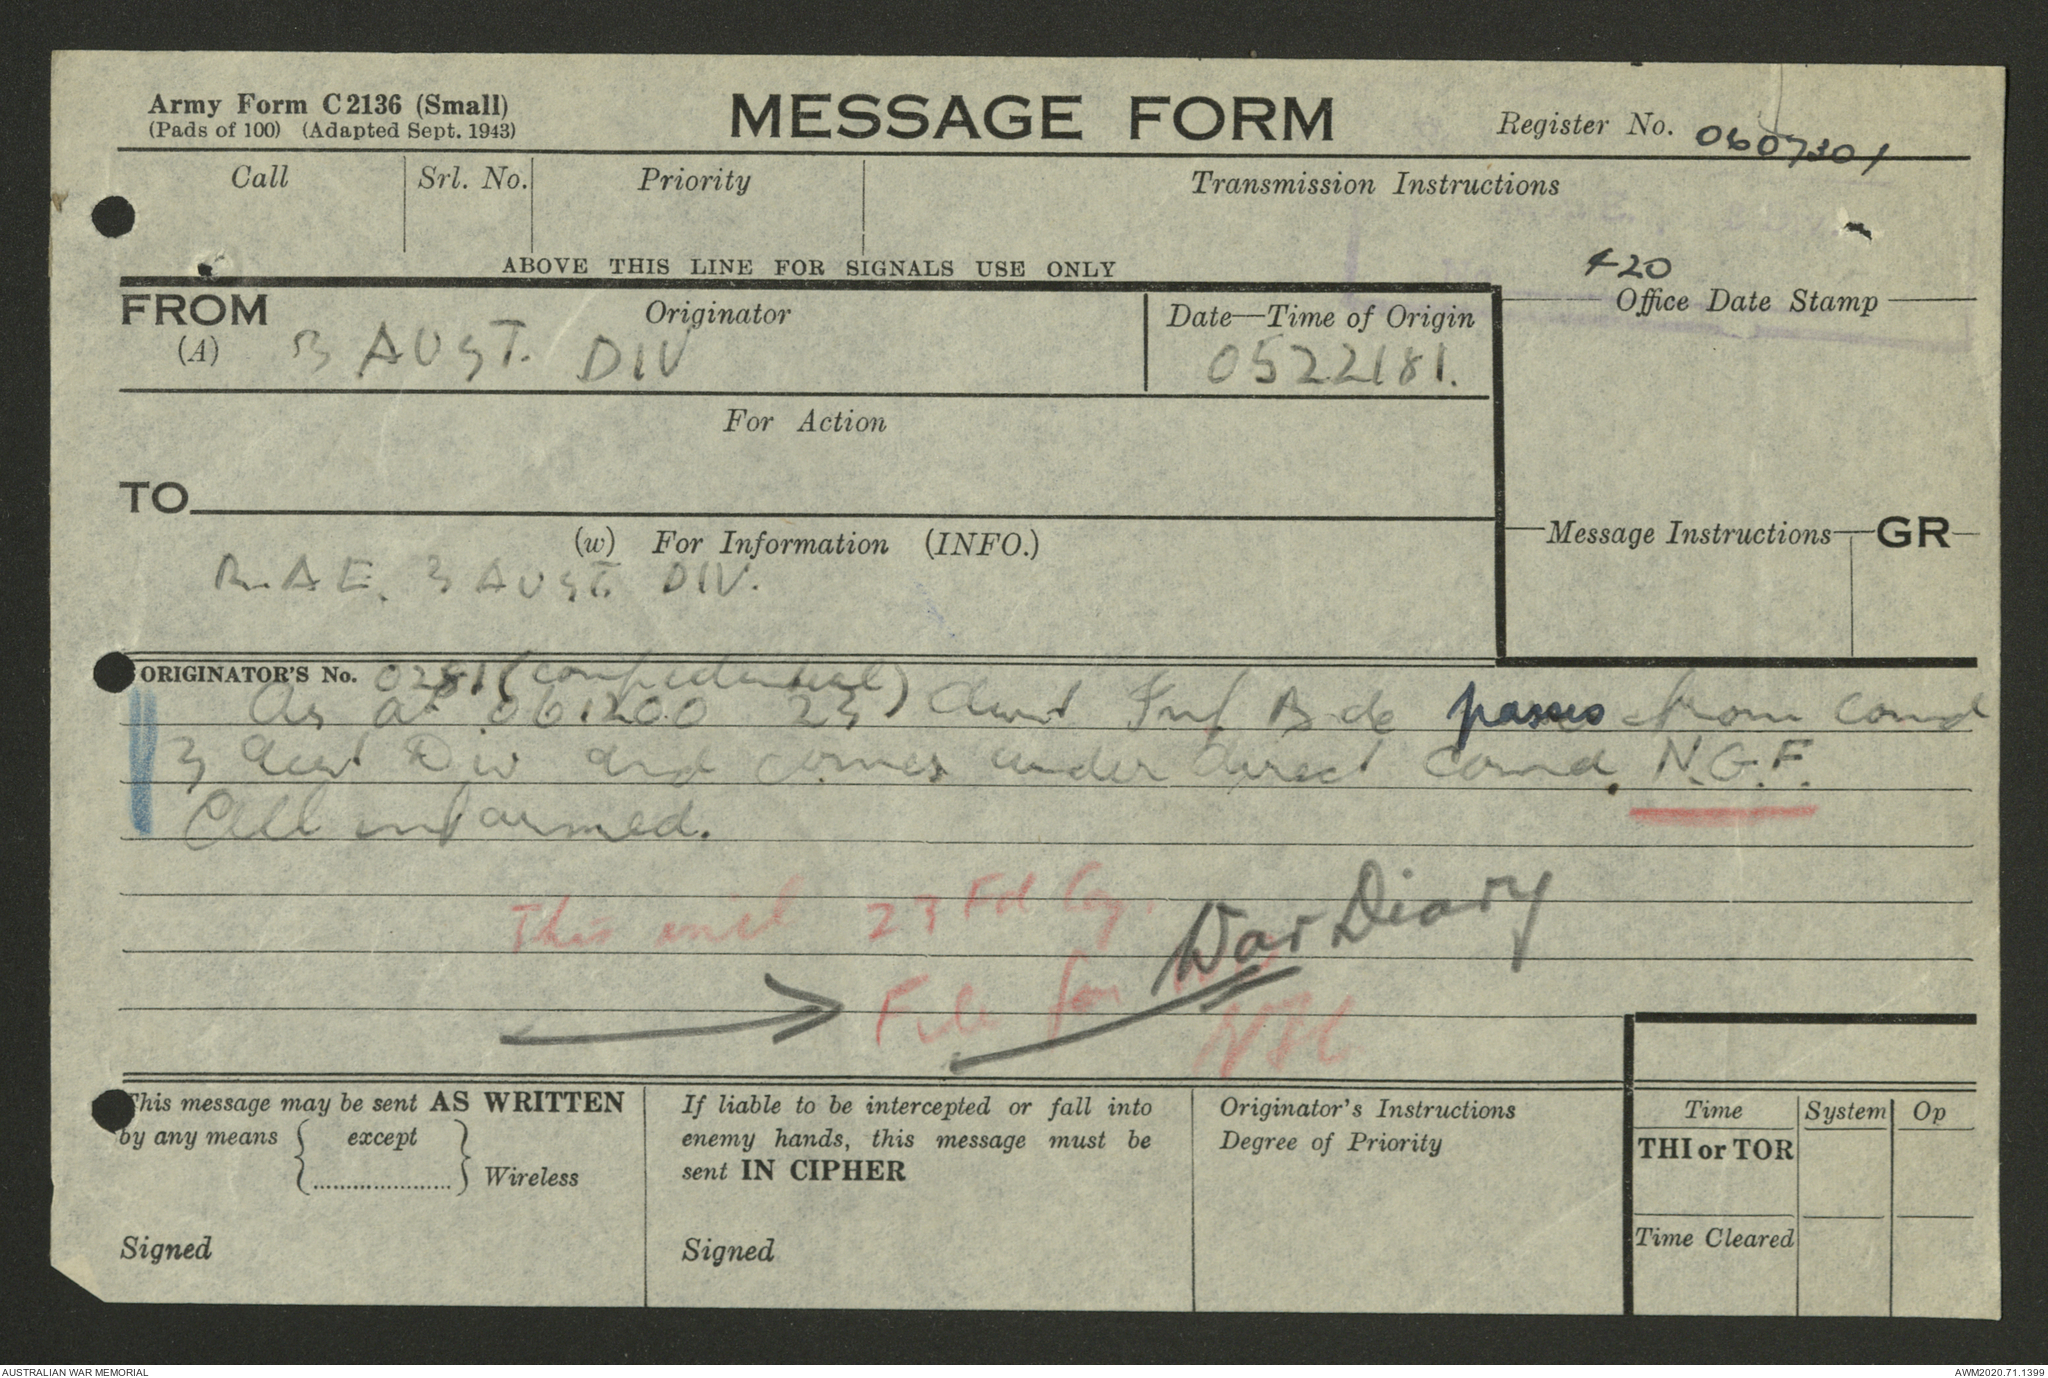 Army Form C2136 (Small)
(Pads of 100) (Adapted Sept. 1943)
MESSAGE FORM
Register No. 0607301
Call
Srl. No.
Priority
Transmission Instructions
ABOVE THIS LINE FOR SIGNALS USE ONLY
420
Office Date Stamp
FROM
(A)
Originator
3 AUST. DIV
Date—Time of Origin
052218I.
For Action
TO
(w) For Information (INFO.)
R.A.E. 3 AUST. DIV.
Message Instructions
GR
ORIGINATOR'S No. 0281 (confidential)
As at 061200 23 Aust Inf Bde passes from comd
3 Aust Div and comes under direct comd. N.G.F.
All informed.
This incl 23 Fd Coy.
War Diary
File for
This message may be sent AS WRITTEN
by any means { except
.....................} Wireless
Signed
If liable to be intercepted or fall into
enemy hands, this message must be
sent IN CIPHER
Signed
Originator's Instructions
Degree of Priority
Time
System
Op
THI or TOR
Time Cleared
AUSTRALIAN WAR MEMORIAL
AWM2020.71.1399